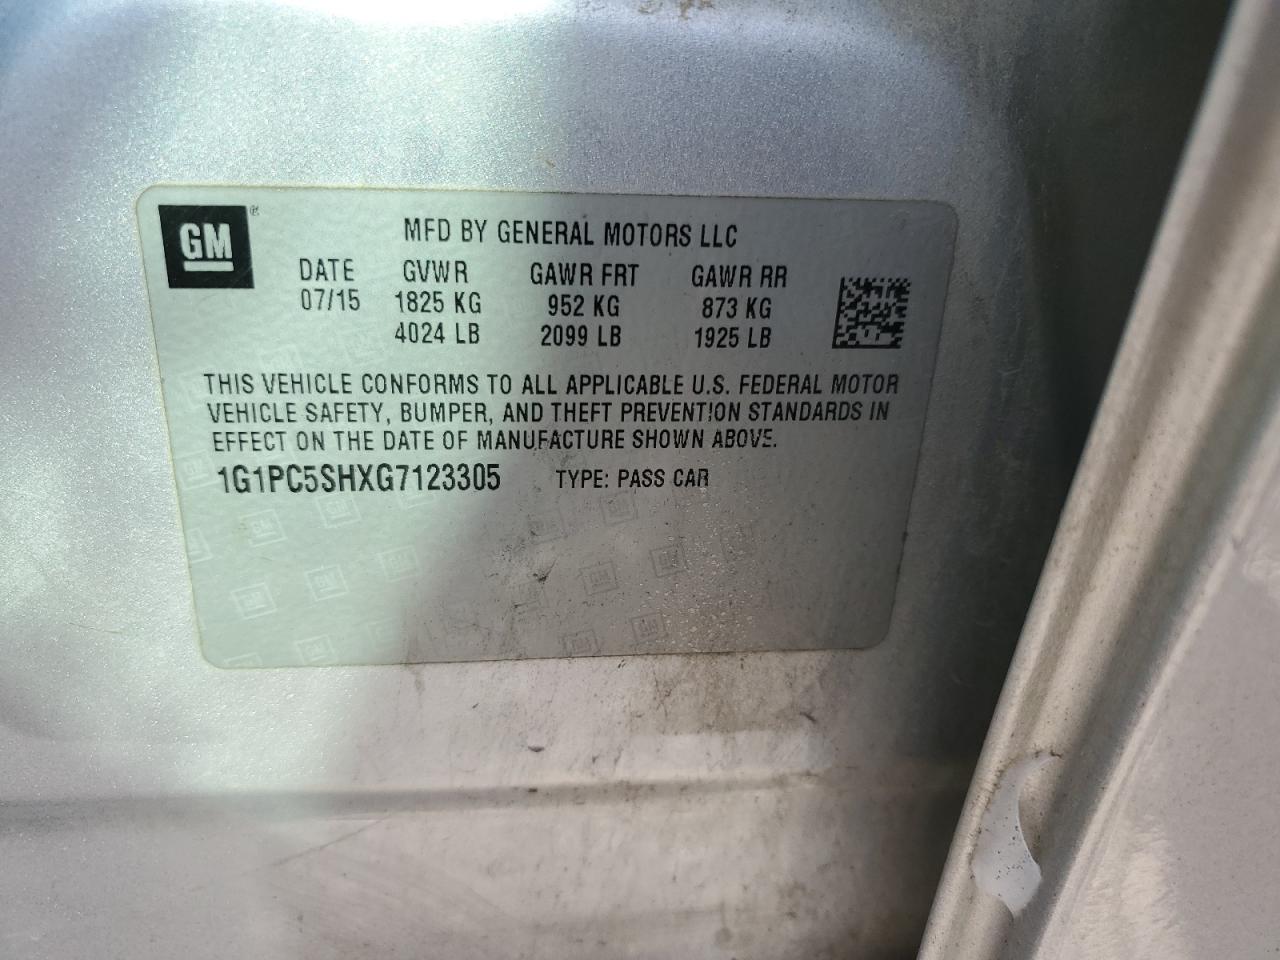 GM ®
MFD BY GENERAL MOTORS LLC
DATE GVWR GAWR FRT GAWR RR
07/15 1825 KG 952 KG 873 KG
4024 LB 2099 LB 1925 LB
THIS VEHICLE CONFORMS TO ALL APPLICABLE U.S. FEDERAL MOTOR
VEHICLE SAFETY, BUMPER, AND THEFT PREVENTION STANDARDS IN
EFFECT ON THE DATE OF MANUFACTURE SHOWN ABOVE.
1G1PC5SHXG7123305 TYPE: PASS CAR